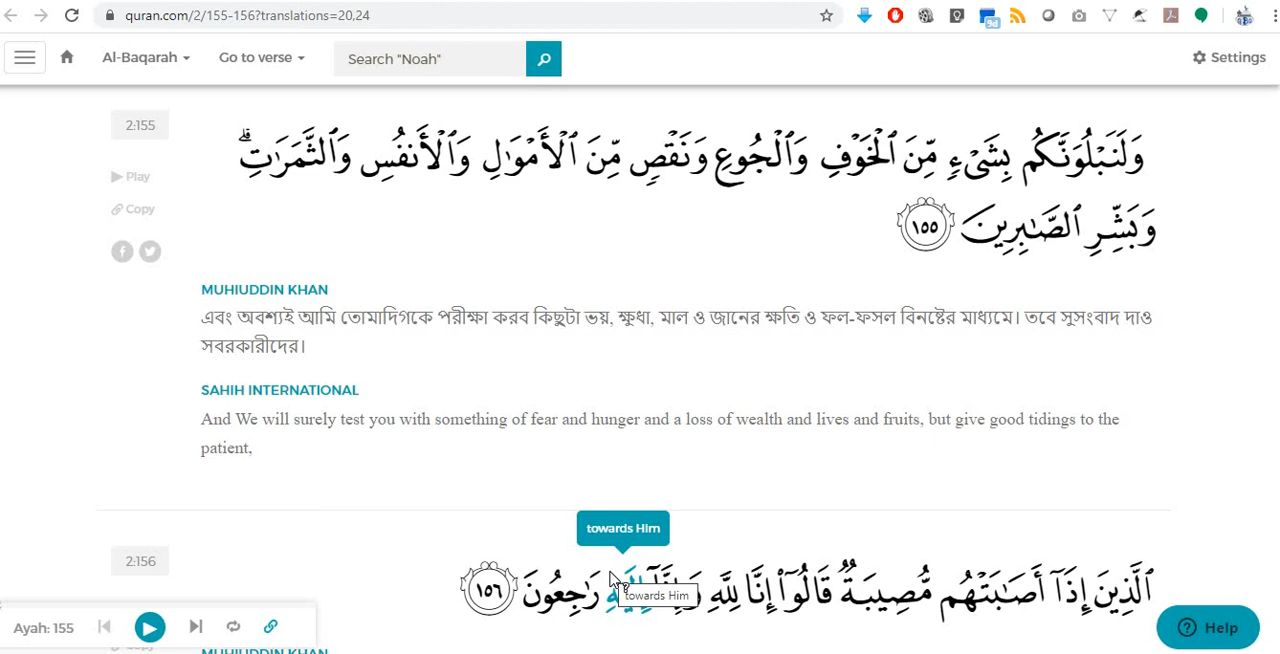 quran.com/2/155-156?translations=20,24
9d
Al-Baqarah
Go to verse
Search "Noah"
Settings
2:155
وَلَنَبْلُوَنَّكُم بِشَىْءٍ مِّنَ ٱلْخَوْفِ وَٱلْجُوعِ وَنَقْصٍ مِّنَ ٱلْأَمْوَٰلِ وَٱلْأَنفُسِ وَٱلثَّمَرَٰتِ ۗ
Play
Copy
وَبَشِّرِ ٱلصَّـٰبِرِينَ ١٥٥
MUHIUDDIN KHAN
এবং অবশ্যই আমি তোমাদিগকে পরীক্ষা করব কিছুটা ভয়, ক্ষুধা, মাল ও জানের ক্ষতি ও ফল-ফসল বিনষ্টের মাধ্যমে। তবে সুসংবাদ দাও
সবরকারীদের।
SAHIH INTERNATIONAL
And We will surely test you with something of fear and hunger and a loss of wealth and lives and fruits, but give good tidings to the
patient,
towards Him
2:156
ٱلَّذِينَ إِذَآ أَصَـٰبَتْهُم مُّصِيبَةٌ قَالُوٓا۟ إِنَّا لِلَّهِ وَإِنَّآ إِلَيْهِ رَٰجِعُونَ ١٥٦
towards Him
Ayah: 155
Help
Copy
MUHIUDDIN KHAN